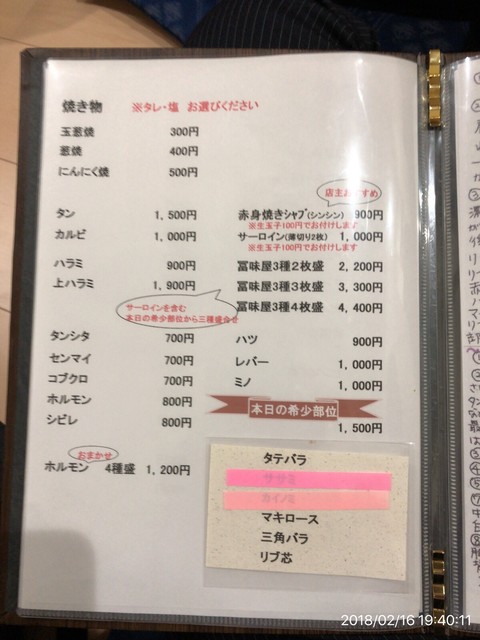 焼き物 ※タレ・塩 お選びください
玉葱焼 300円
葱焼 400円
にんにく焼 500円
店主おすすめ
タン 1,500円
カルビ 1,000円
ハラミ 900円
上ハラミ 1,900円
赤身焼きシャブ(シンシン) 900円
※生玉子100円でお付けします
サーロイン(薄切り2枚) 1,000円
※生玉子100円でお付けします
冨味屋3種2枚盛 2,200円
冨味屋3種3枚盛 3,300円
冨味屋3種4枚盛 4,400円
サーロインを含む
本日の希少部位から三種盛合せ
タンシタ 700円
センマイ 700円
コブクロ 700円
ホルモン 800円
シビレ 800円
ハツ 900円
レバー 1,000円
ミノ 1,000円
本日の希少部位
1,500円
おまかせ
ホルモン 4種盛 1,200円
タテバラ
ササミ
カイノミ
マキロース
三角バラ
リブ芯
2018/02/16 19:40:11